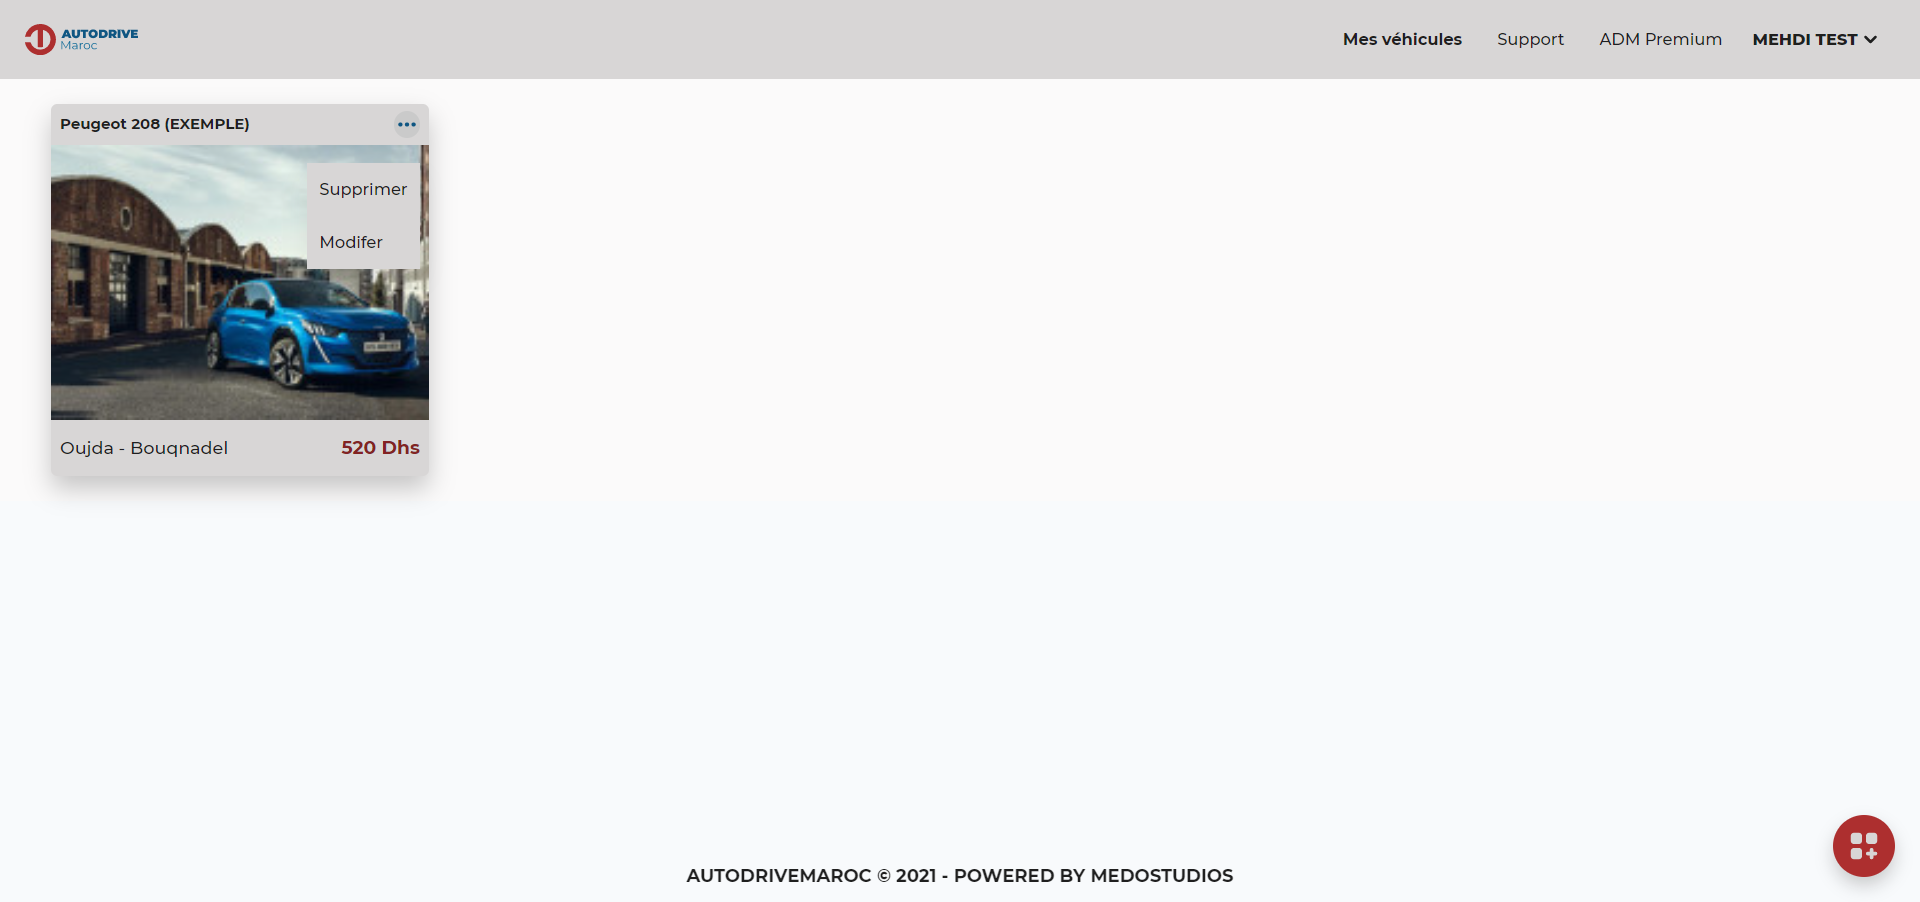 AUTODRIVE
Maroc
Mes véhicules
Support
ADM Premium
MEHDI TEST
Peugeot 208 (EXEMPLE)
Supprimer
Modifer
Oujda - Bouqnadel
520 Dhs
AUTODRIVEMAROC © 2021 - POWERED BY MEDOSTUDIOS